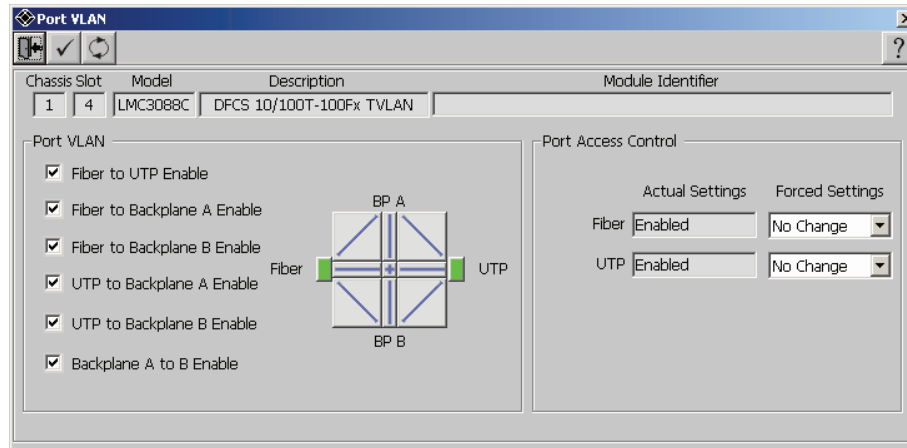 Port VLAN
?
Chassis Slot Model Description Module Identifier
1 4 LMC3088C DFCS 10/100T-100Fx TVLAN
Port VLAN
Fiber to UTP Enable
Fiber to Backplane A Enable
Fiber to Backplane B Enable
UTP to Backplane A Enable
UTP to Backplane B Enable
Backplane A to B Enable
BP A
Fiber UTP
BP B
Port Access Control
Actual Settings Forced Settings
Fiber Enabled No Change
UTP Enabled No Change